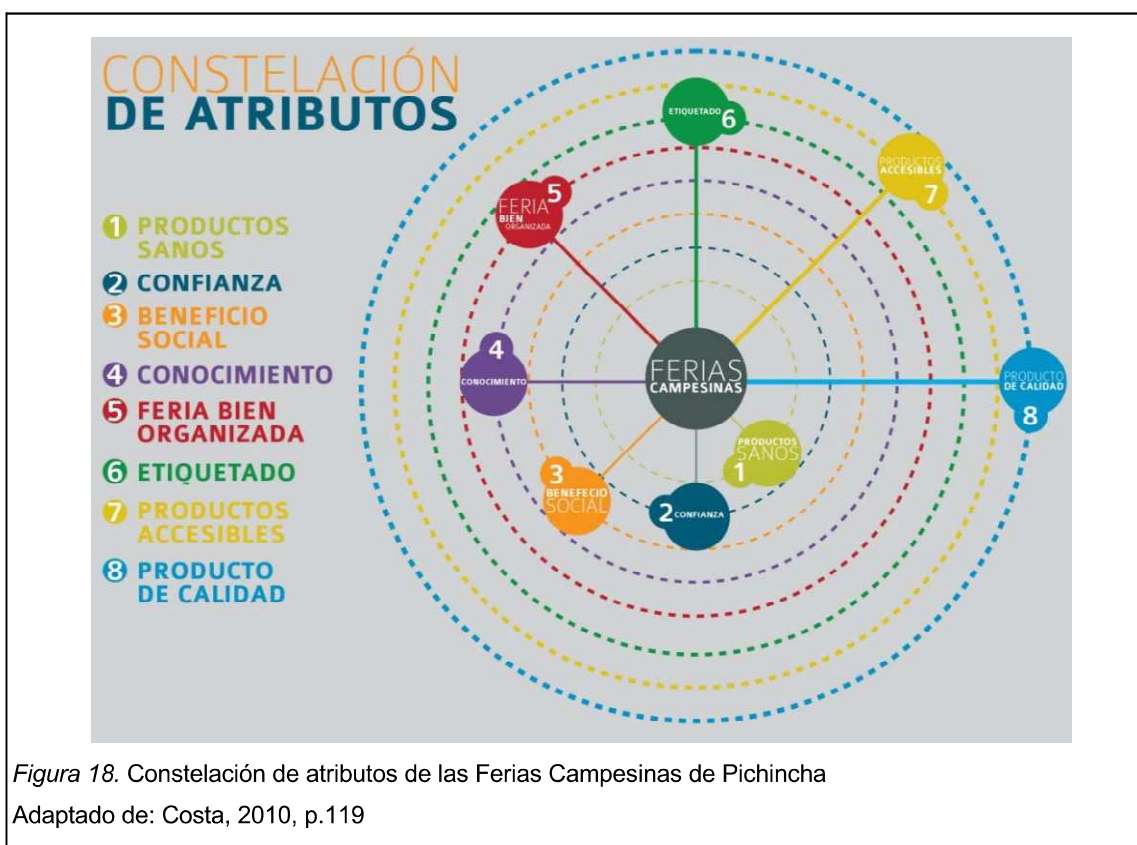 CONSTELACIÓN
DE ATRIBUTOS
1 PRODUCTOS
SANOS
2 CONFIANZA
3 BENEFICIO
SOCIAL
4 CONOCIMIENTO
5 FERIA BIEN
ORGANIZADA
6 ETIQUETADO
7 PRODUCTOS
ACCESIBLES
8 PRODUCTO
DE CALIDAD
ETIQUETADO 6
PRODUCTOS
ACCESIBLES
7
5
FERIA
BIEN
ORGANIZADA
4
CONOCIMIENTO
FERIAS
CAMPESINAS
PRODUCTO
DE CALIDAD
8
PRODUCTOS
SANOS
1
3
BENEFECIO
SOCIAL
2 CONFIANZA
Figura 18. Constelación de atributos de las Ferias Campesinas de Pichincha
Adaptado de: Costa, 2010, p.119